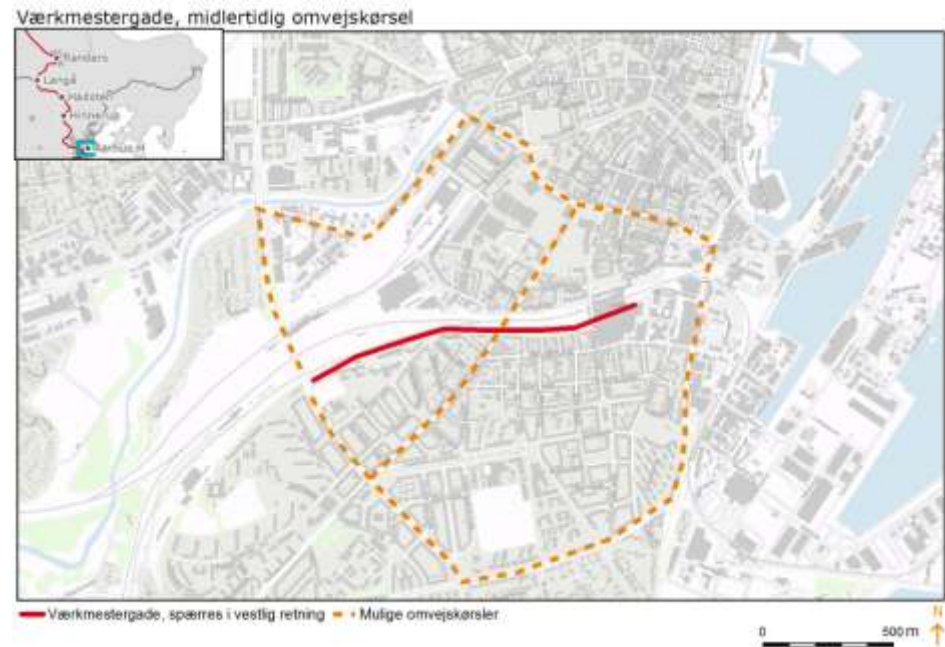 Værkmestergade, midlertidig omvejskørsel
Randers
Langå
Hadsten
Hinnerup
Aarhus H
Værkmestergade, spærres i vestlig retning
Mulige omvejskørsler
N
0 500 m